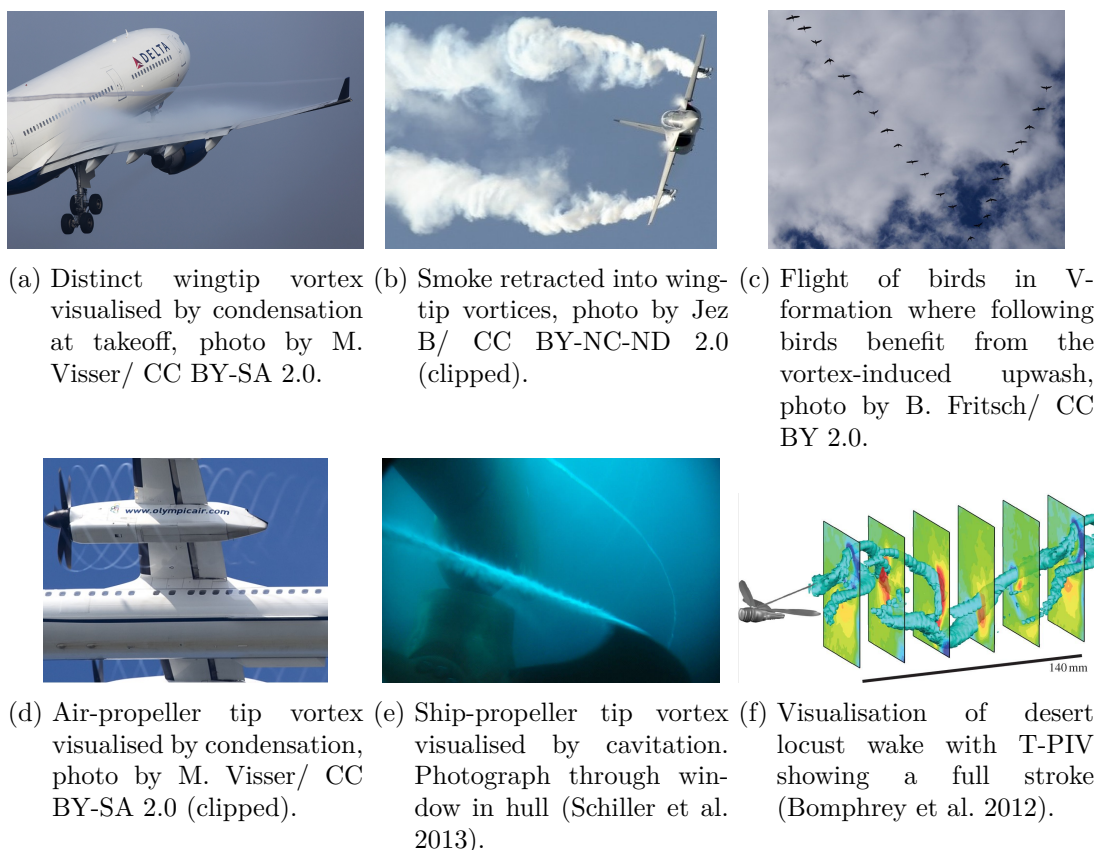 DELTA
(a) Distinct wingtip vortex
visualised by condensation
at takeoff, photo by M.
Visser/ CC BY-SA 2.0.
(b) Smoke retracted into wing-
tip vortices, photo by Jez
B/ CC BY-NC-ND 2.0
(clipped).
(c) Flight of birds in V-
formation where following
birds benefit from the
vortex-induced upwash,
photo by B. Fritsch/ CC
BY 2.0.
www.olympicair.com
140 mm
(d) Air-propeller tip vortex
visualised by condensation,
photo by M. Visser/ CC
BY-SA 2.0 (clipped).
(e) Ship-propeller tip vortex
visualised by cavitation.
Photograph through win-
dow in hull (Schiller et al.
2013).
(f) Visualisation of desert
locust wake with T-PIV
showing a full stroke
(Bomphrey et al. 2012).